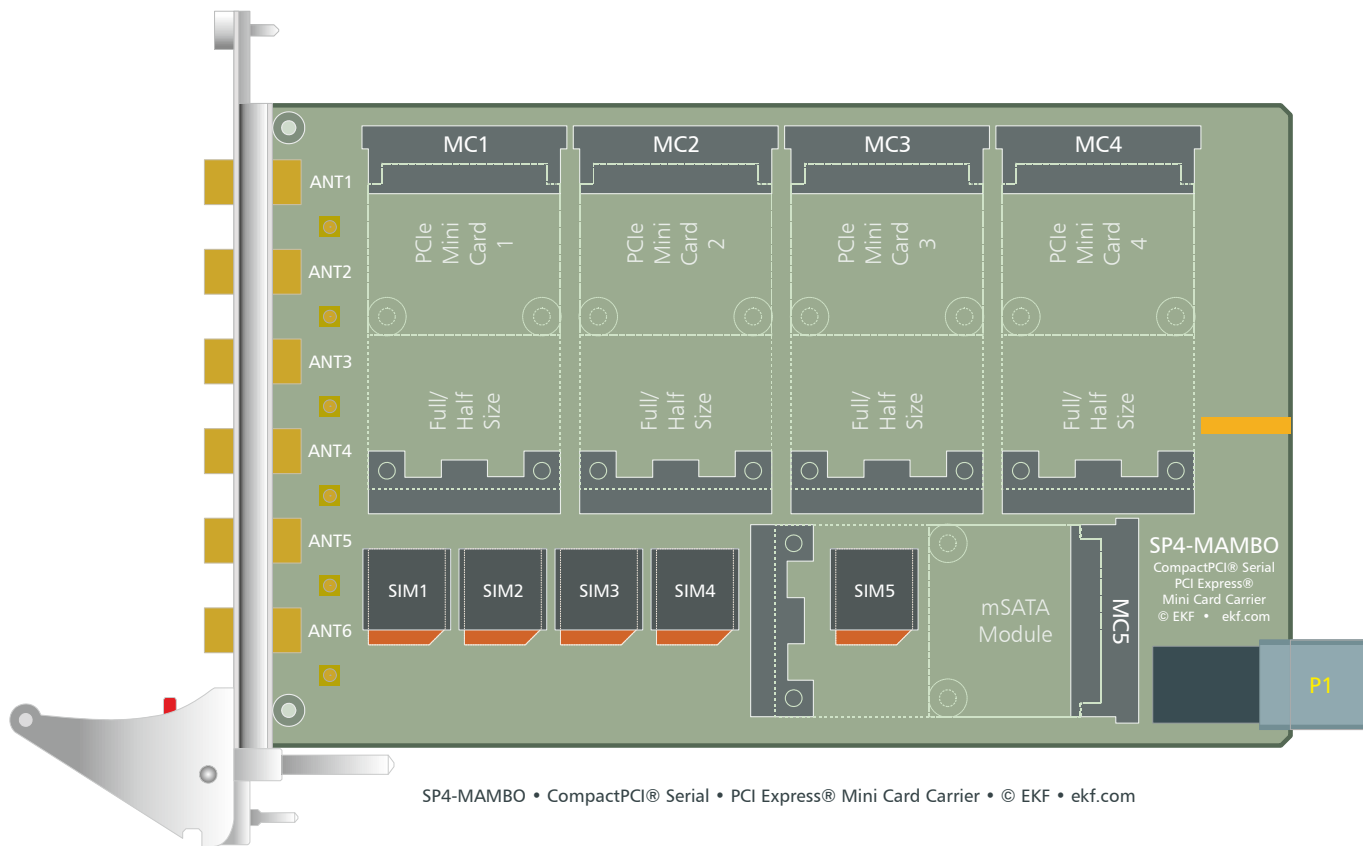 MC1
MC2
MC3
MC4
ANT1
ANT2
ANT3
ANT4
ANT5
ANT6
PCIe
Mini
Card
1
PCIe
Mini
Card
2
PCIe
Mini
Card
3
PCIe
Mini
Card
4
Full/
Half
Size
Full/
Half
Size
Full/
Half
Size
Full/
Half
Size
SIM1
SIM2
SIM3
SIM4
SIM5
mSATA
Module
MC5
SP4-MAMBO
CompactPCI® Serial
PCI Express®
Mini Card Carrier
© EKF • ekf.com
P1
SP4-MAMBO • CompactPCI® Serial • PCI Express® Mini Card Carrier • © EKF • ekf.com